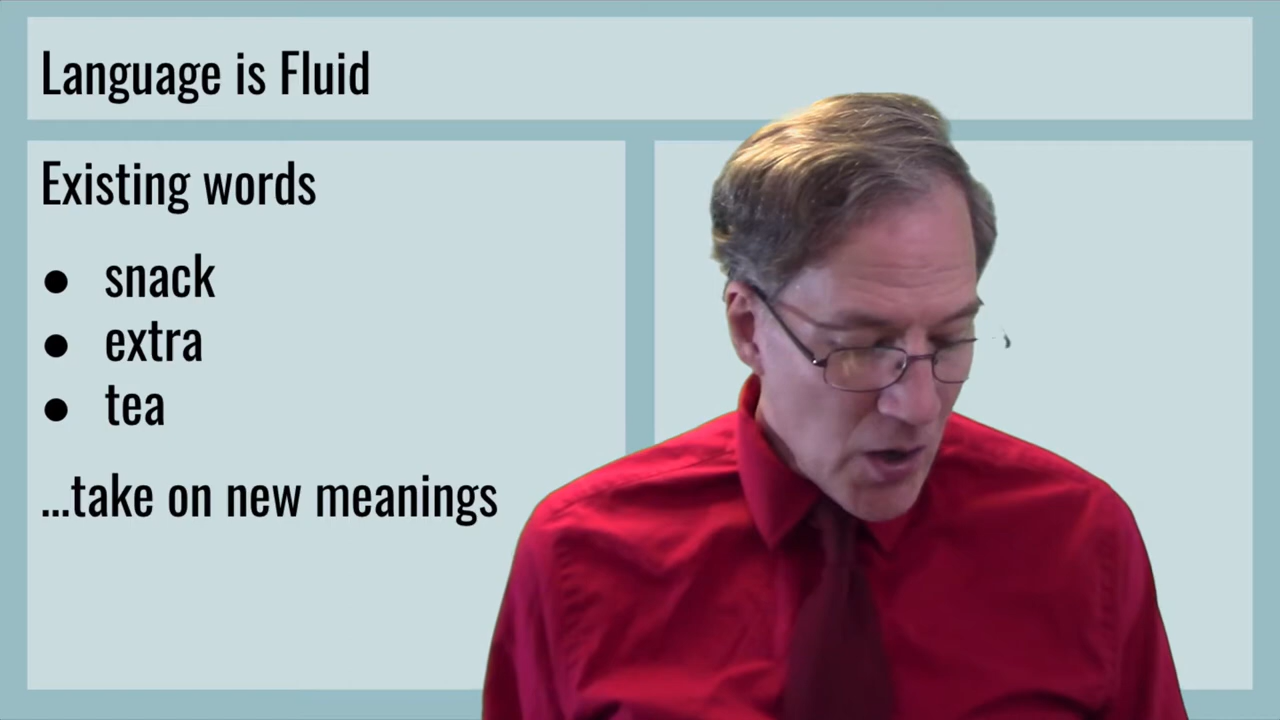 Language is Fluid
Existing words
● snack
● extra
● tea
...take on new meanings